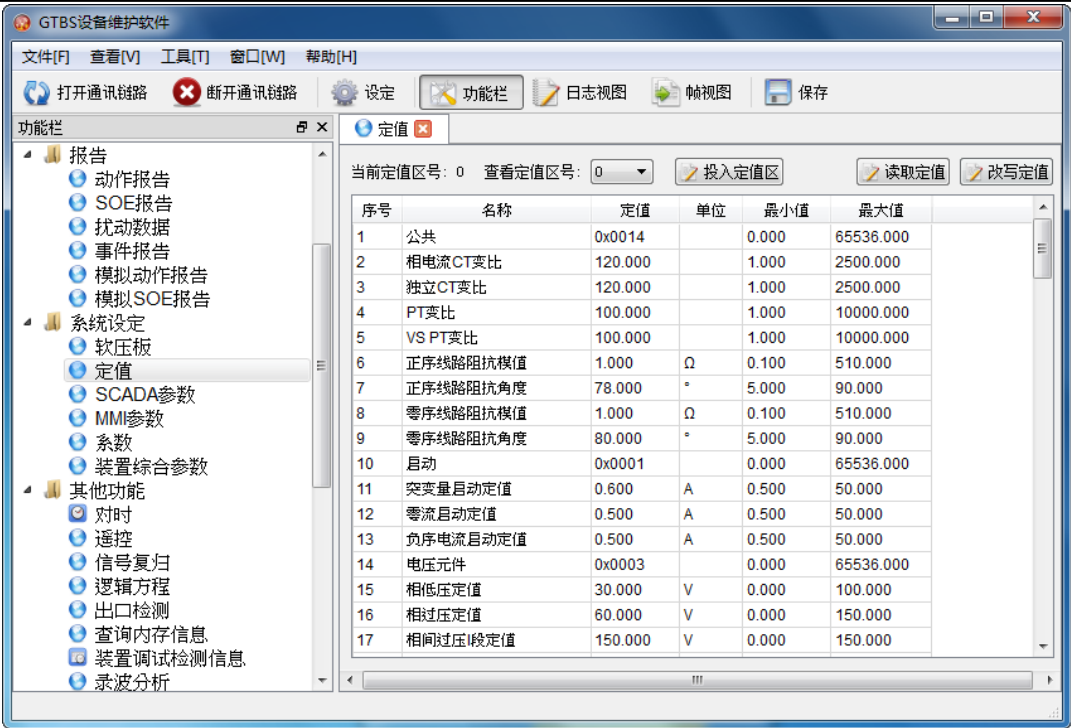 GTBS设备维护软件
文件[F] 查看[V] 工具[T] 窗口[W] 帮助[H]
打开通讯链路 断开通讯链路 设定 功能栏 日志视图 帧视图 保存
功能栏
报告
动作报告
SOE报告
扰动数据
事件报告
模拟动作报告
模拟SOE报告
系统设定
软压板
定值
SCADA参数
MMI参数
系数
装置综合参数
其他功能
对时
遥控
信号复归
逻辑方程
出口检测
查询内存信息
装置调试检测信息
录波分析
定值
当前定值区号: 0 查看定值区号: 0 投入定值区 读取定值 改写定值
序号 名称 定值 单位 最小值 最大值
1 公共 0x0014 0.000 65536.000
2 相电流CT变比 120.000 1.000 2500.000
3 独立CT变比 120.000 1.000 2500.000
4 PT变比 100.000 1.000 10000.000
5 VS PT变比 100.000 1.000 10000.000
6 正序线路阻抗模值 1.000 Ω 0.100 510.000
7 正序线路阻抗角度 78.000 ° 5.000 90.000
8 零序线路阻抗模值 1.000 Ω 0.100 510.000
9 零序线路阻抗角度 80.000 ° 5.000 90.000
10 启动 0x0001 0.000 65536.000
11 突变量启动定值 0.600 A 0.500 50.000
12 零流启动定值 0.500 A 0.500 50.000
13 负序电流启动定值 0.500 A 0.500 50.000
14 电压元件 0x0003 0.000 65536.000
15 相低压定值 30.000 V 0.000 100.000
16 相过压定值 60.000 V 0.000 150.000
17 相间过压I段定值 150.000 V 0.000 150.000